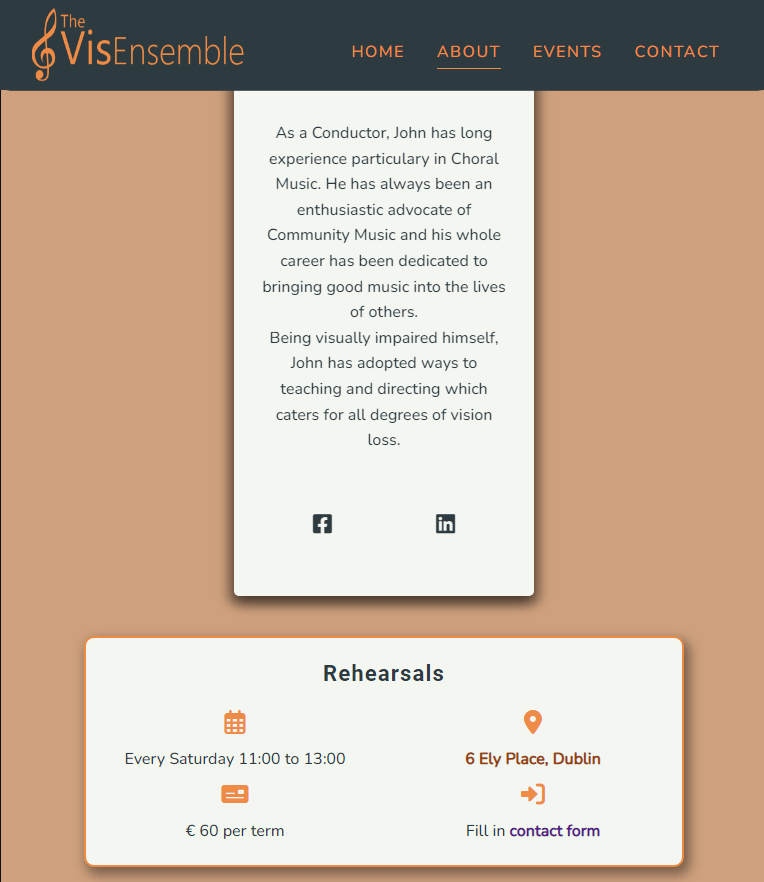 The
VisEnsemble
HOME ABOUT EVENTS CONTACT
As a Conductor, John has long
experience particulary in Choral
Music. He has always been an
enthusiastic advocate of
Community Music and his whole
career has been dedicated to
bringing good music into the lives
of others.
Being visually impaired himself,
John has adopted ways to
teaching and directing which
caters for all degrees of vision
loss.
Rehearsals
Every Saturday 11:00 to 13:00
6 Ely Place, Dublin
€ 60 per term
Fill in contact form